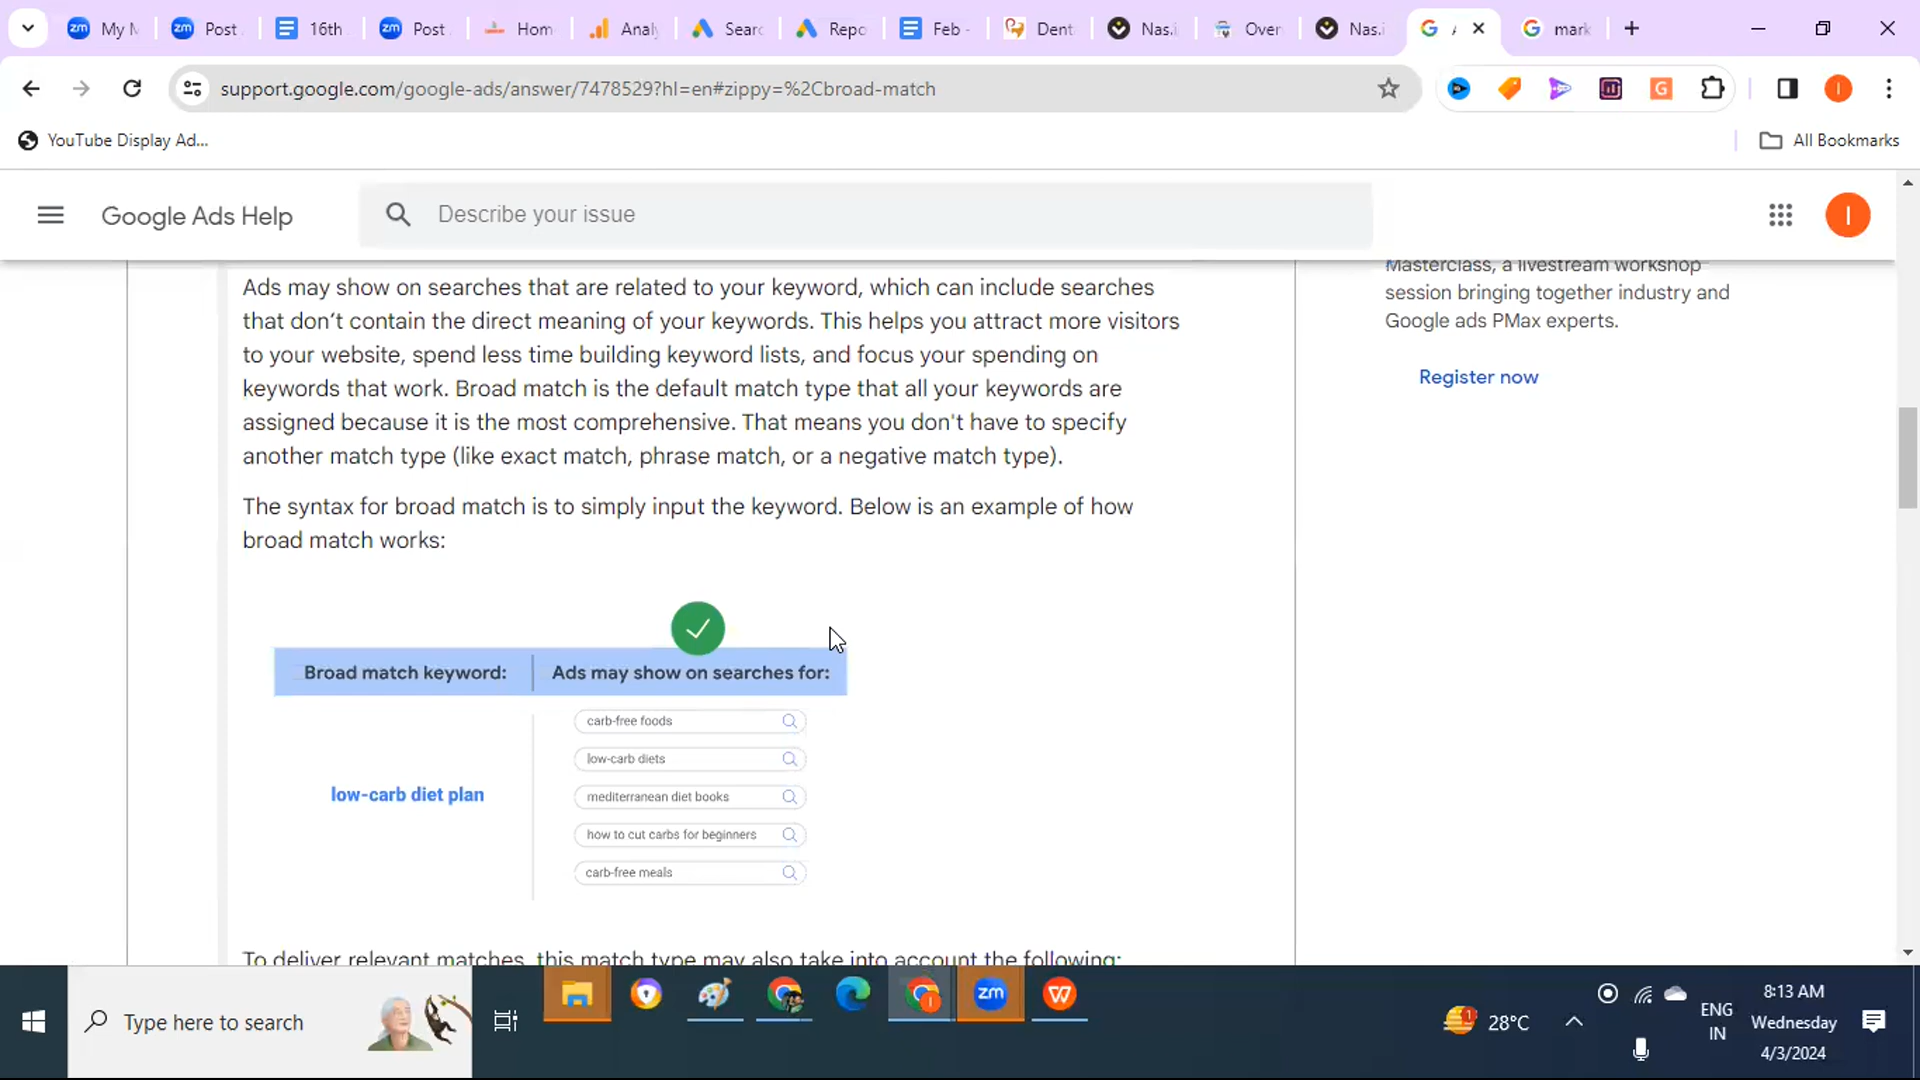 My M
Post
16th
Post
Hom
Analy
Searc
Repo
Feb -
Dent
Nas.i
Over
Nas.i
mark
support.google.com/google-ads/answer/7478529?hl=en#zippy=%2Cbroad-match
YouTube Display Ad...
All Bookmarks
Google Ads Help
Describe your issue
Ads may show on searches that are related to your keyword, which can include searches
that don’t contain the direct meaning of your keywords. This helps you attract more visitors
to your website, spend less time building keyword lists, and focus your spending on
keywords that work. Broad match is the default match type that all your keywords are
assigned because it is the most comprehensive. That means you don't have to specify
another match type (like exact match, phrase match, or a negative match type).
The syntax for broad match is to simply input the keyword. Below is an example of how
broad match works:
Broad match keyword:
Ads may show on searches for:
low-carb diet plan
carb-free foods
low-carb diets
mediterranean diet books
how to cut carbs for beginners
carb-free meals
To deliver relevant matches, this match type may also take into account the following:
Masterclass, a livestream workshop
session bringing together industry and
Google ads PMax experts.
Register now
Type here to search
28°C
ENG
IN
8:13 AM
Wednesday
4/3/2024